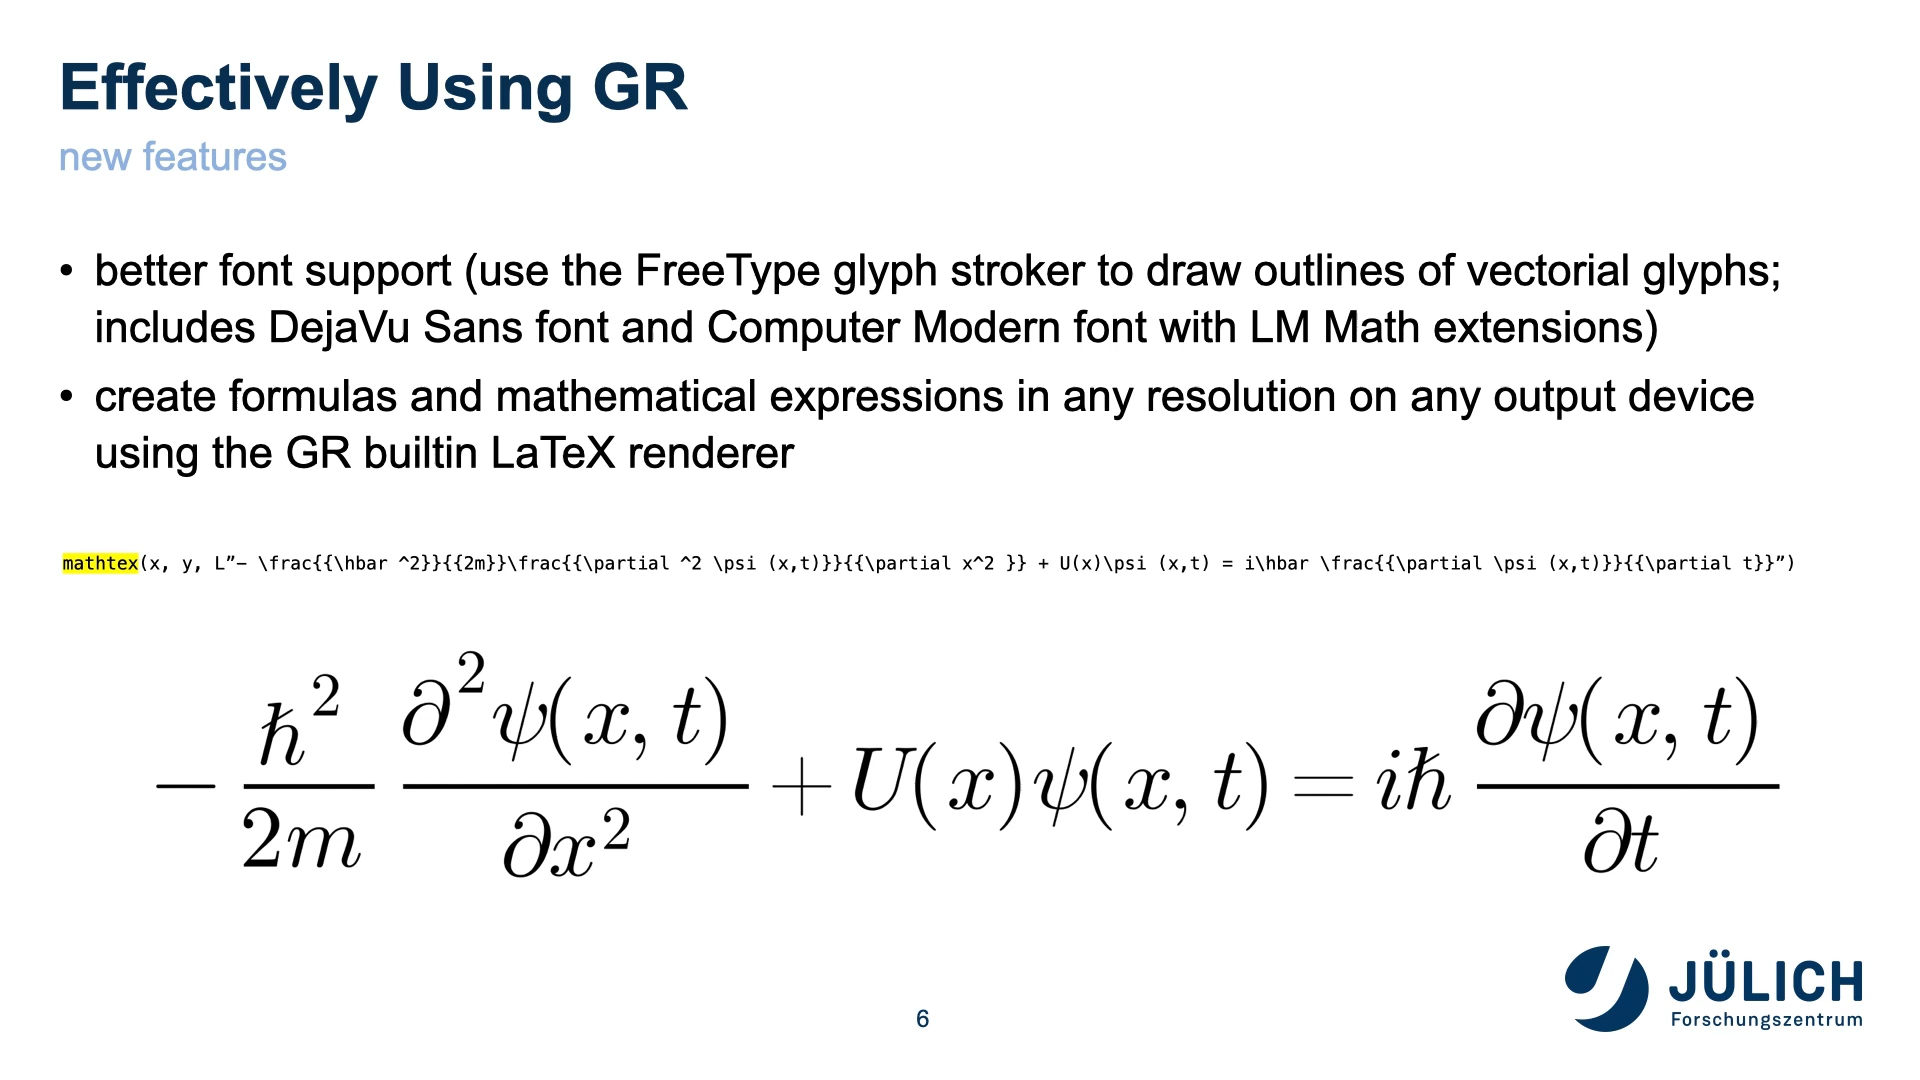 Effectively Using GR
new features
• better font support (use the FreeType glyph stroker to draw outlines of vectorial glyphs;
includes DejaVu Sans font and Computer Modern font with LM Math extensions)
• create formulas and mathematical expressions in any resolution on any output device
using the GR builtin LaTeX renderer
mathtex(x, y, L”- \frac{{\hbar ^2}}{{2m}}\frac{{\partial ^2 \psi (x,t)}}{{\partial x^2 }} + U(x)\psi (x,t) = i\hbar \frac{{\partial \psi (x,t)}}{{\partial t}}”)
− ℏ²/2m ∂²ψ(x, t)/∂x² + U(x)ψ(x, t) = iℏ ∂ψ(x, t)/∂t
JÜLICH
Forschungszentrum
6